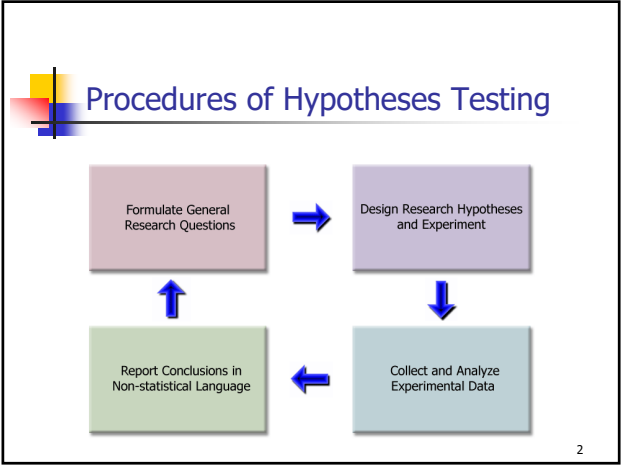 Procedures of Hypotheses Testing
Formulate General
Research Questions
Design Research Hypotheses
and Experiment
Report Conclusions in
Non-statistical Language
Collect and Analyze
Experimental Data
2